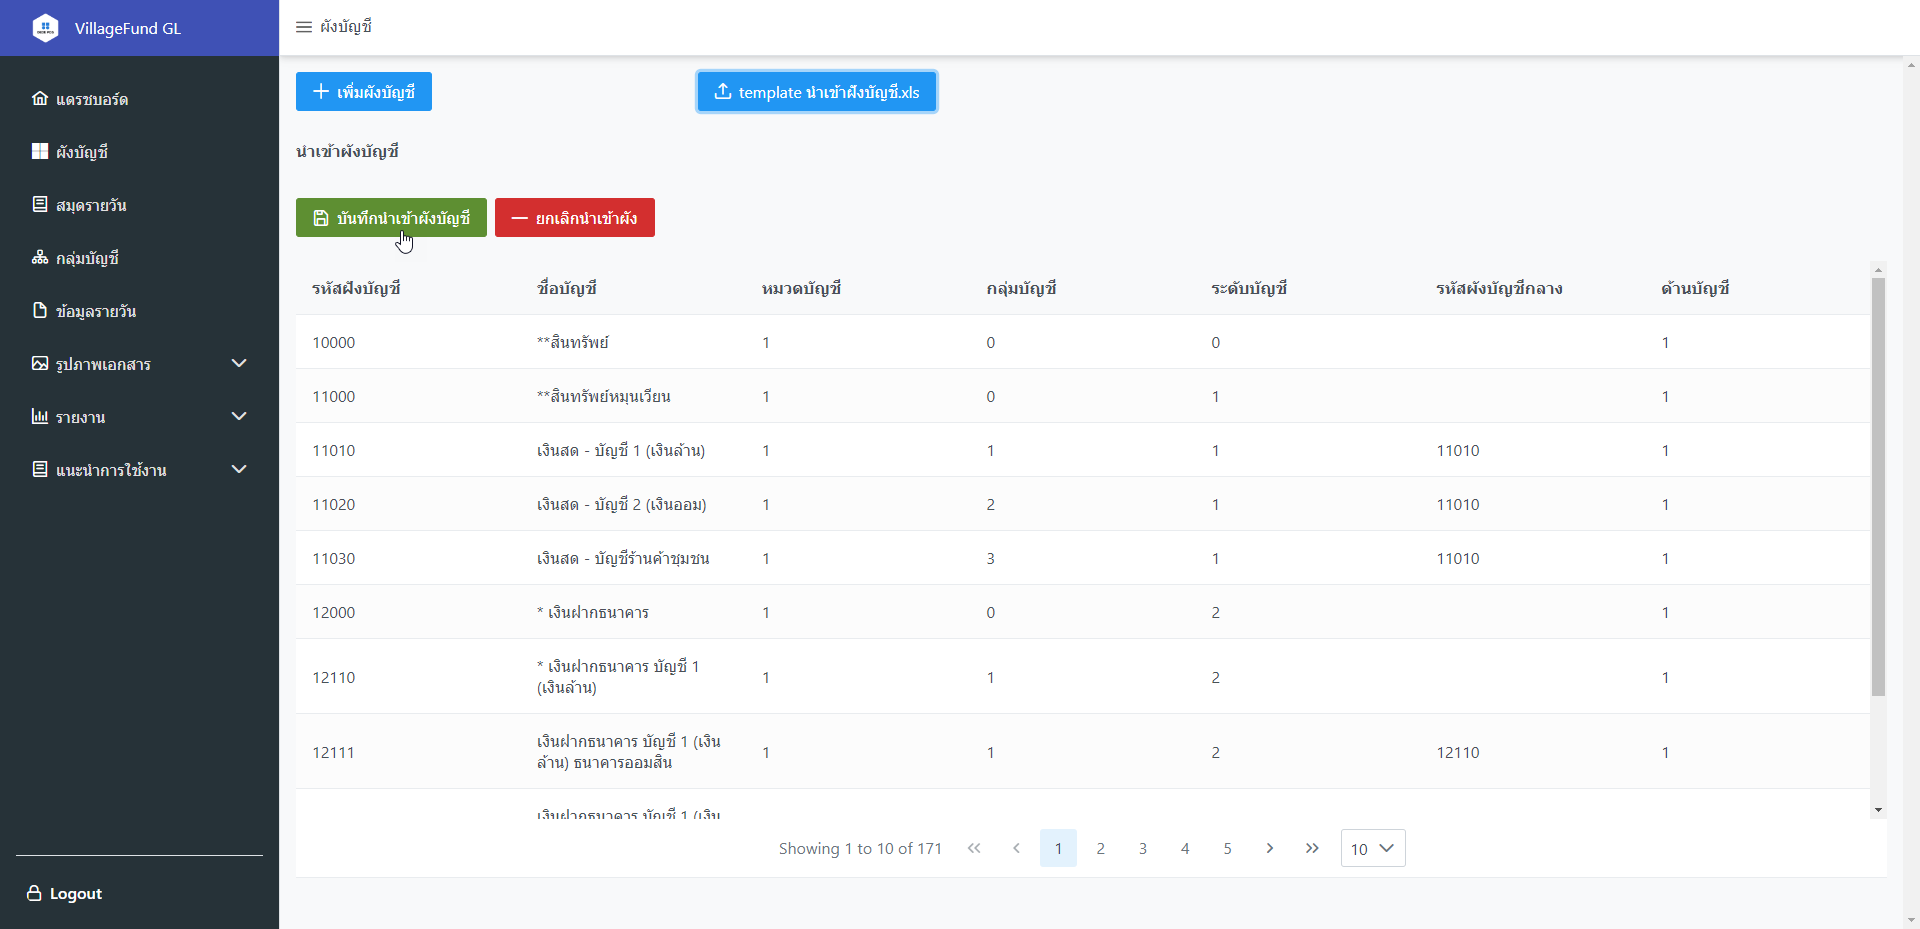 VillageFund GL
ผังบัญชี
แดรชบอร์ด
ผังบัญชี
สมุดรายวัน
กลุ่มบัญชี
ข้อมูลรายวัน
รูปภาพเอกสาร
รายงาน
แนะนำการใช้งาน
Logout
เพิ่มผังบัญชี
template นำเข้าผังบัญชี.xls
นำเข้าผังบัญชี
บันทึกนำเข้าผังบัญชี
ยกเลิกนำเข้าผัง
รหัสผังบัญชี ชื่อบัญชี หมวดบัญชี กลุ่มบัญชี ระดับบัญชี รหัสผังบัญชีกลาง ด้านบัญชี
10000 **สินทรัพย์ 1 0 0 1
11000 **สินทรัพย์หมุนเวียน 1 0 1 1
11010 เงินสด - บัญชี 1 (เงินล้าน) 1 1 1 11010 1
11020 เงินสด - บัญชี 2 (เงินออม) 1 2 1 11010 1
11030 เงินสด - บัญชีร้านค้าชุมชน 1 3 1 11010 1
12000 * เงินฝากธนาคาร 1 0 2 1
* เงินฝากธนาคาร บัญชี 1
12110 (เงินล้าน) 1 1 2 1
เงินฝากธนาคาร บัญชี 1 (เงิน
12111 ล้าน) ธนาคารออมสิน 1 1 2 12110 1
เงินฝากธนาคาร บัญชี 1 (เงิน
Showing 1 to 10 of 171 1 2 3 4 5 10